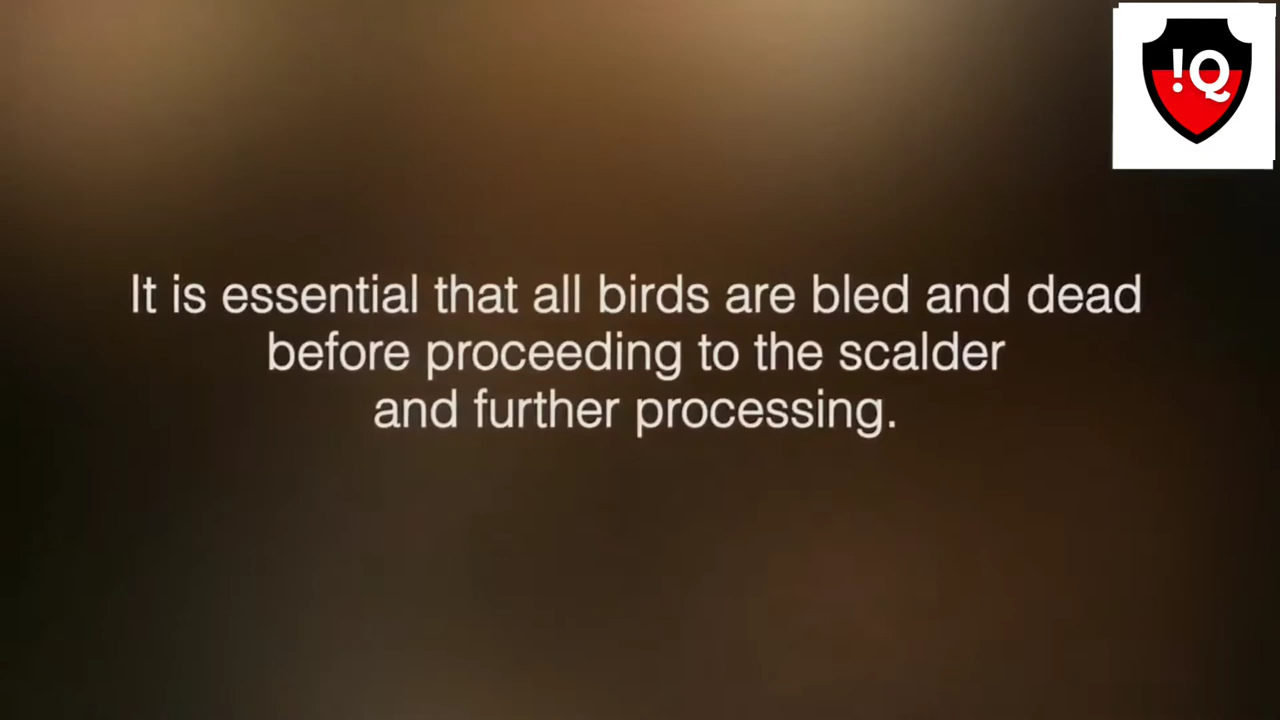 !Q
It is essential that all birds are bled and dead
before proceeding to the scalder
and further processing.